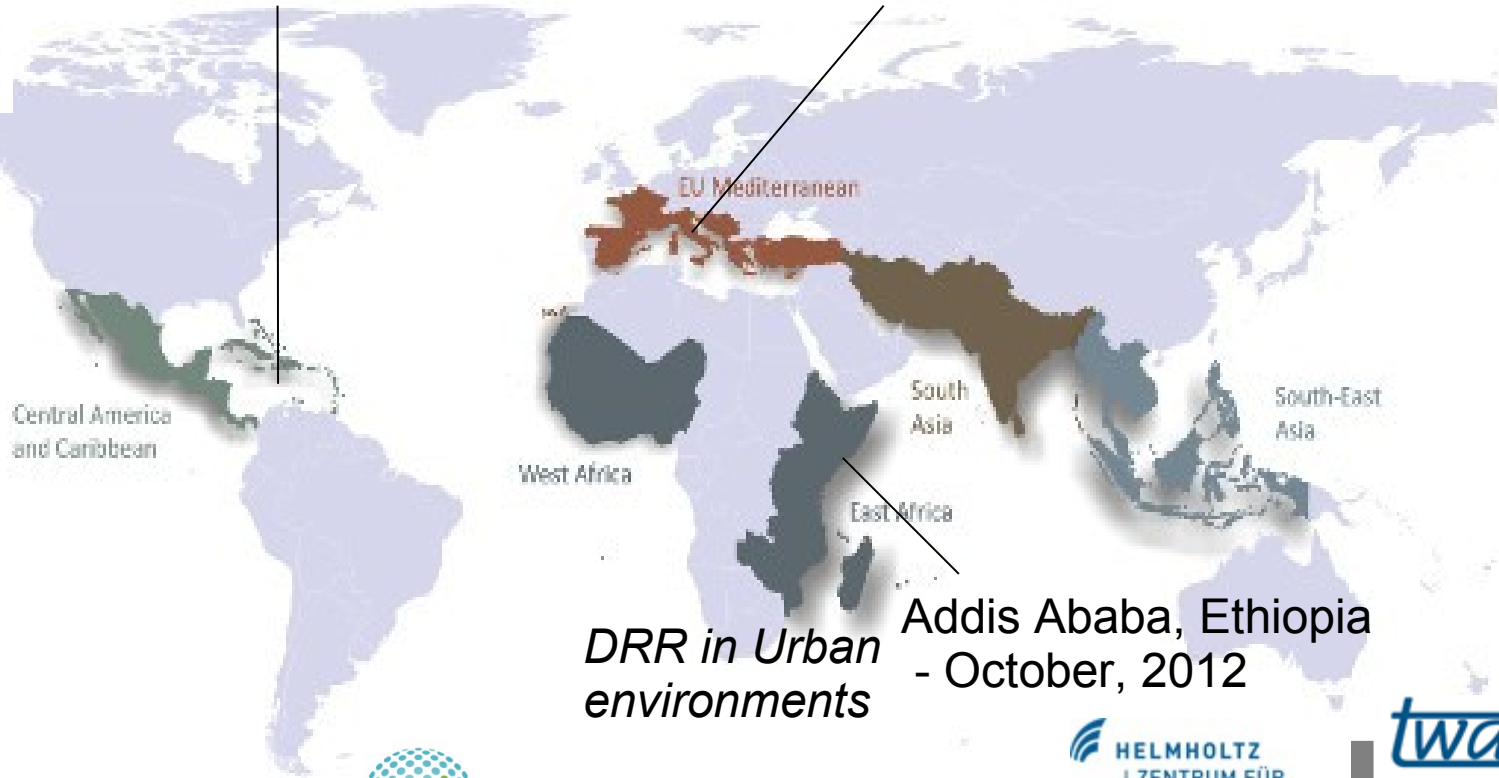 EU Mediterranean
Central America
and Caribbean
West Africa
East Africa
South
Asia
South-East
Asia
DRR in Urban
environments
Addis Ababa, Ethiopia
- October, 2012
HELMHOLTZ
ZENTRUM FÜR